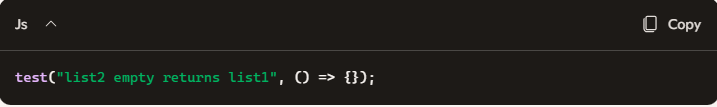 Js
Copy
test("list2 empty returns list1", () => {});